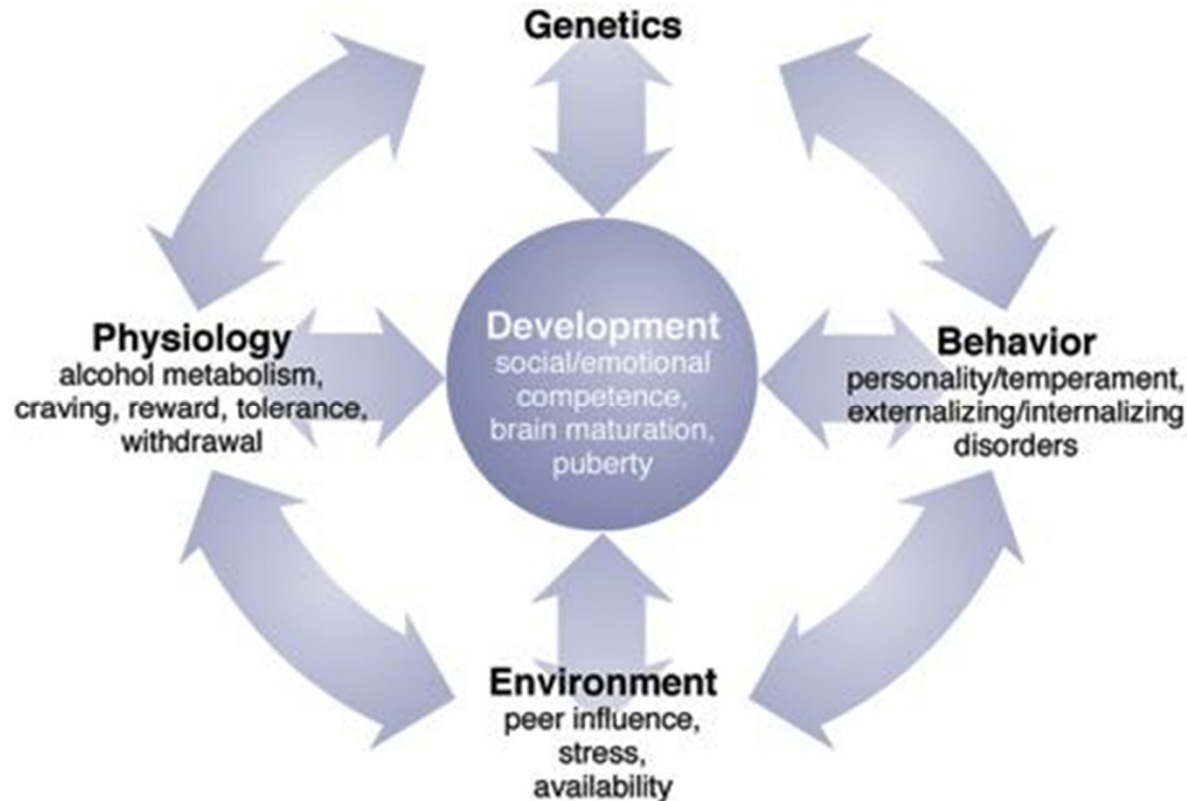 Genetics
Physiology
alcohol metabolism,
craving, reward, tolerance,
withdrawal
Development
social/emotional
competence,
brain maturation,
puberty
Behavior
personality/temperament,
externalizing/internalizing
disorders
Environment
peer influence,
stress,
availability